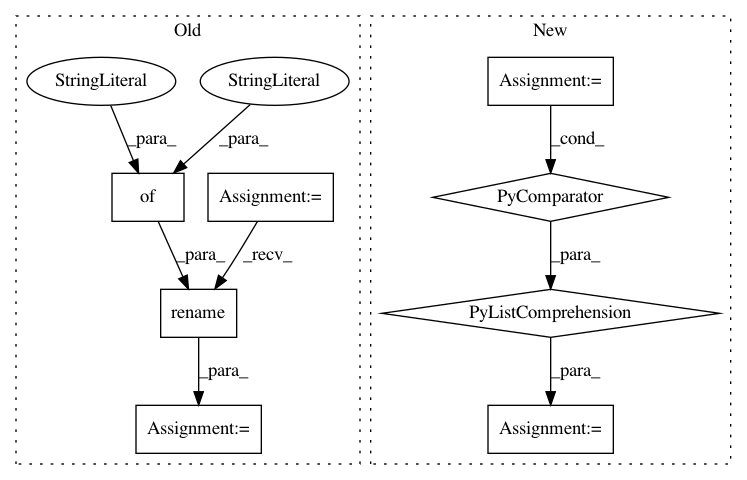 Old
New
StringLiteral
StringLiteral
Assignment:=
_para_
_para_
_cond_
of
Assignment:=
PyComparator
_para_
_recv_
_para_
rename
PyListComprehension
_para_
_para_
Assignment:=
Assignment:=